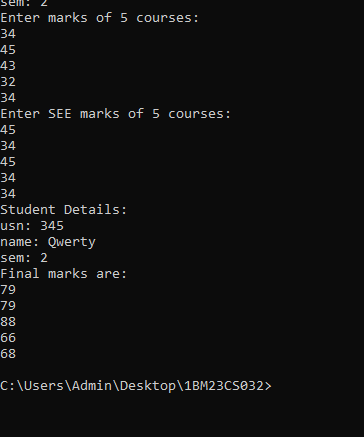 sem: 2
Enter marks of 5 courses:
34
45
43
32
34
Enter SEE marks of 5 courses:
45
34
45
34
34
Student Details:
usn: 345
name: Qwerty
sem: 2
Final marks are:
79
79
88
66
68
C:\Users\Admin\Desktop\1BM23CS032>